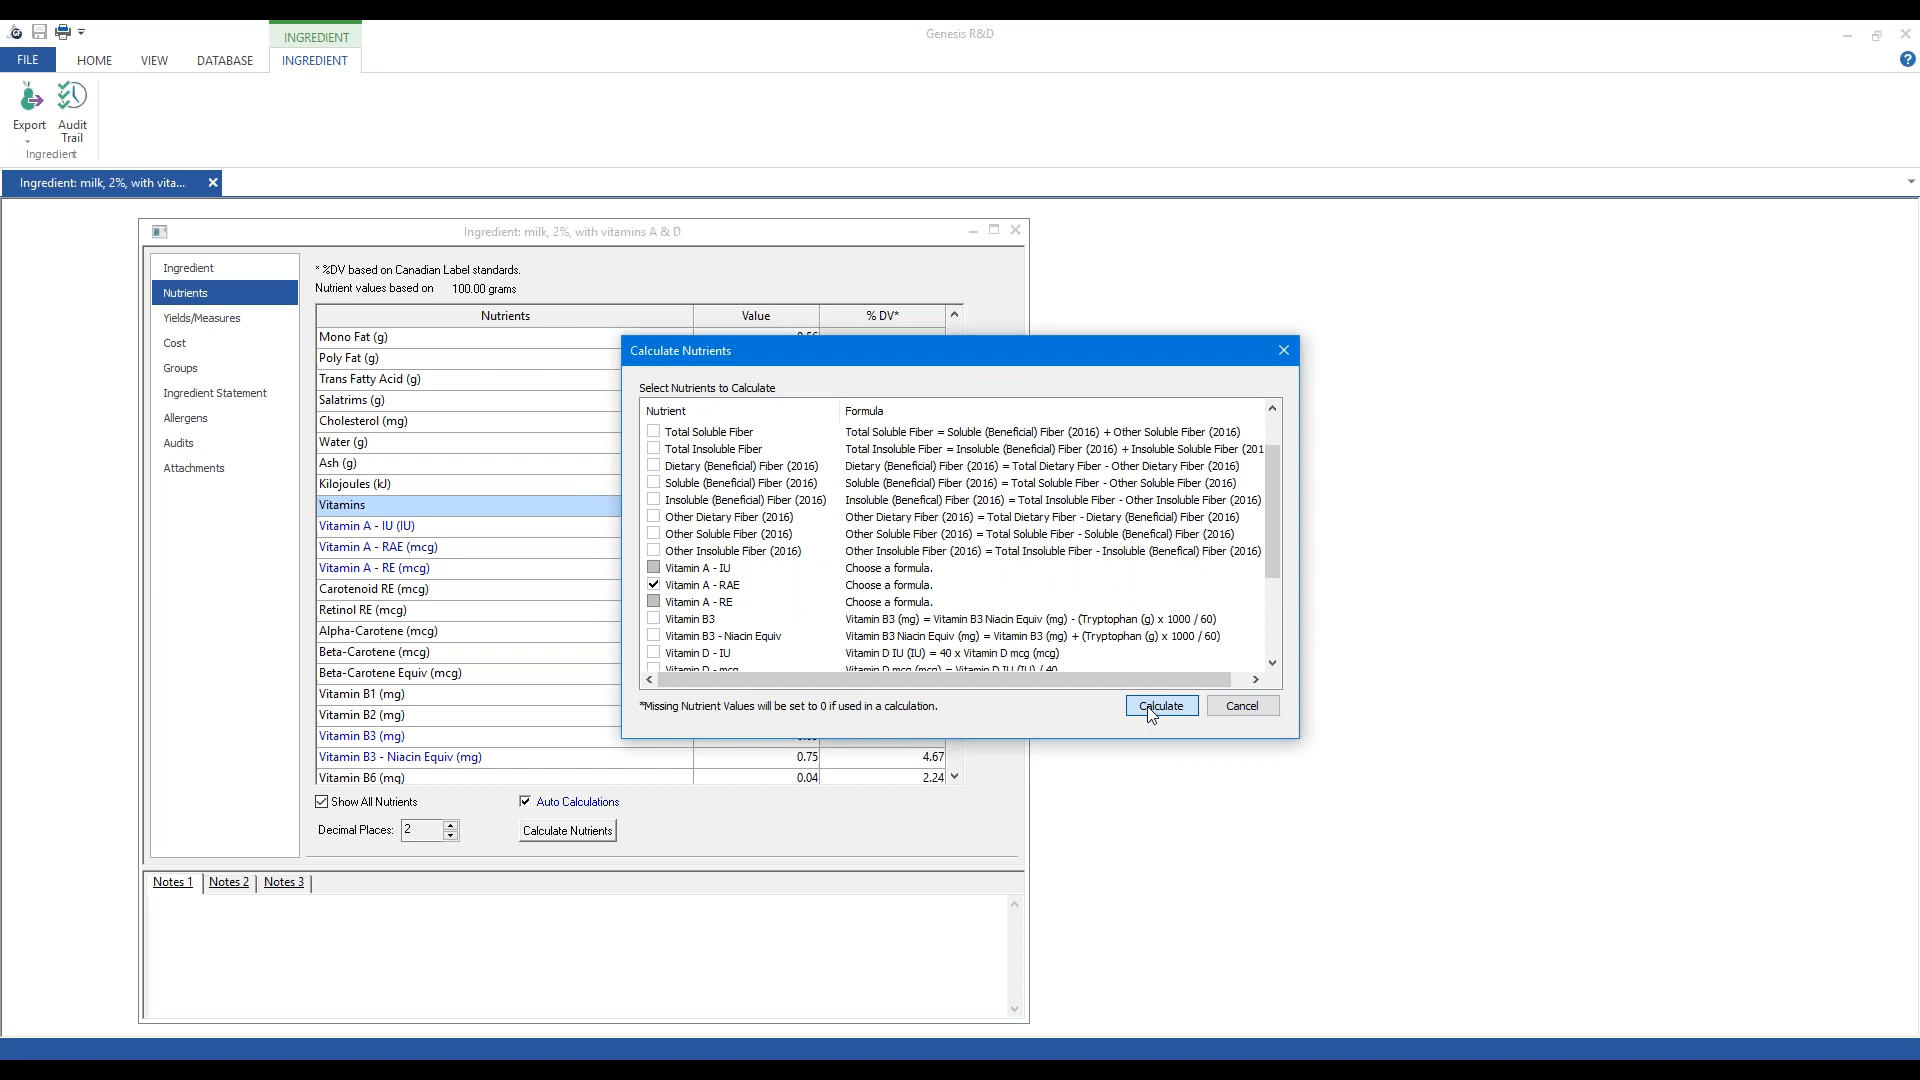 Genesis R&D
INGREDIENT
FILE HOME VIEW DATABASE INGREDIENT
Export
Audit Trail
Ingredient
Ingredient: milk, 2%, with vita...
Ingredient: milk, 2%, with vitamins A & D
Ingredient
Nutrients
Yields/Measures
Cost
Groups
Ingredient Statement
Allergens
Audits
Attachments
* %DV based on Canadian Label standards.
Nutrient values based on 100.00 grams
Nutrients Value % DV*
Mono Fat (g)
Poly Fat (g)
Trans Fatty Acid (g)
Salatrims (g)
Cholesterol (mg)
Water (g)
Ash (g)
Kilojoules (kJ)
Vitamins
Vitamin A - IU (IU)
Vitamin A - RAE (mcg)
Vitamin A - RE (mcg)
Carotenoid RE (mcg)
Retinol RE (mcg)
Alpha-Carotene (mcg)
Beta-Carotene (mcg)
Beta-Carotene Equiv (mcg)
Vitamin B1 (mg)
Vitamin B2 (mg)
Vitamin B3 (mg)
Vitamin B3 - Niacin Equiv (mg) 0.75 4.67
Vitamin B6 (mg) 0.04 2.24
Show All Nutrients
Auto Calculations
Decimal Places: 2
Calculate Nutrients
Calculate Nutrients
Select Nutrients to Calculate
Nutrient Formula
Total Soluble Fiber Total Soluble Fiber = Soluble (Beneficial) Fiber (2016) + Other Soluble Fiber (2016)
Total Insoluble Fiber Total Insoluble Fiber = Insoluble (Beneficial) Fiber (2016) + Insoluble Soluble Fiber (201
Dietary (Beneficial) Fiber (2016) Dietary (Beneficial) Fiber (2016) = Total Dietary Fiber - Other Dietary Fiber (2016)
Soluble (Beneficial) Fiber (2016) Soluble (Beneficial) Fiber (2016) = Total Soluble Fiber - Other Soluble Fiber (2016)
Insoluble (Beneficial) Fiber (2016) Insoluble (Beneficial) Fiber (2016) = Total Insoluble Fiber - Other Insoluble Fiber (2016)
Other Dietary Fiber (2016) Other Dietary Fiber (2016) = Total Dietary Fiber - Dietary (Beneficial) Fiber (2016)
Other Soluble Fiber (2016) Other Soluble Fiber (2016) = Total Soluble Fiber - Soluble (Benefical) Fiber (2016)
Other Insoluble Fiber (2016) Other Insoluble Fiber (2016) = Total Insoluble Fiber - Insoluble (Benefical) Fiber (2016)
Vitamin A - IU Choose a formula.
Vitamin A - RAE Choose a formula.
Vitamin A - RE Choose a formula.
Vitamin B3 Vitamin B3 (mg) = Vitamin B3 Niacin Equiv (mg) - (Tryptophan (g) x 1000 / 60)
Vitamin B3 - Niacin Equiv Vitamin B3 Niacin Equiv (mg) = Vitamin B3 (mg) + (Tryptophan (g) x 1000 / 60)
Vitamin D - IU Vitamin D IU (IU) = 40 x Vitamin D mcg (mcg)
Vitamin D - mcg Vitamin D mcg (mcg) = Vitamin D IU (IU) / 40
*Missing Nutrient Values will be set to 0 if used in a calculation.
Calculate Cancel
Notes 1 Notes 2 Notes 3